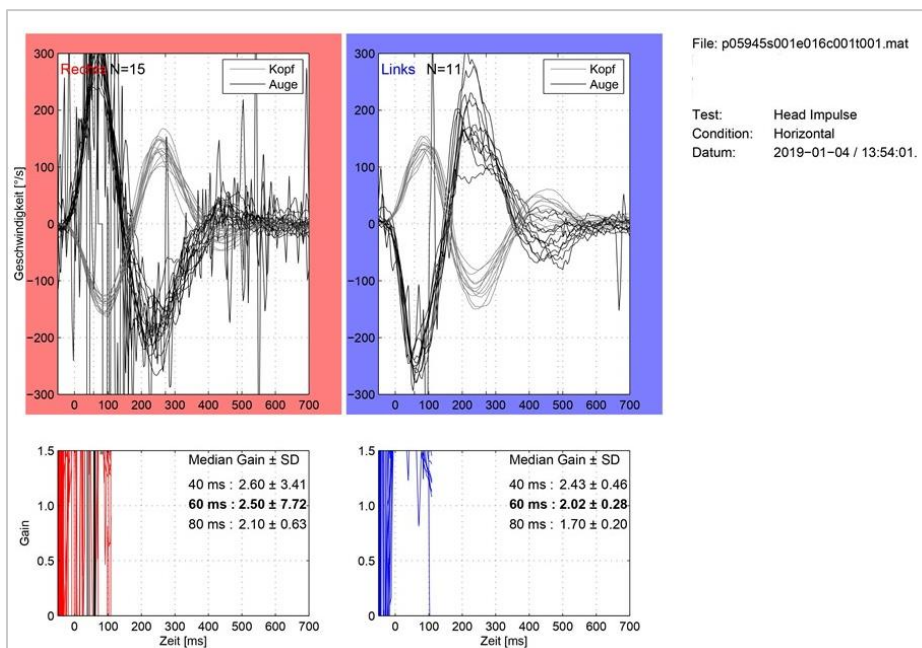 File: p05945s001e016c001t001.mat
Test: Head Impulse
Condition: Horizontal
Datum: 2019−01−04 / 13:54:01.
Rechts N=15
Kopf
Auge
Geschwindigkeit [°/s]
300
200
100
0
−100
−200
−300
0 100 200 300 400 500 600 700
Links N=11
Kopf
Auge
300
200
100
0
−100
−200
−300
0 100 200 300 400 500 600 700
Median Gain ± SD
40 ms : 2.60 ± 3.41
60 ms : 2.50 ± 7.72
80 ms : 2.10 ± 0.63
Gain
1.5
1.0
0.5
0
0 100 200 300 400 500 600 700
Zeit [ms]
Median Gain ± SD
40 ms : 2.43 ± 0.46
60 ms : 2.02 ± 0.28
80 ms : 1.70 ± 0.20
1.5
1.0
0.5
0
0 100 200 300 400 500 600 700
Zeit [ms]